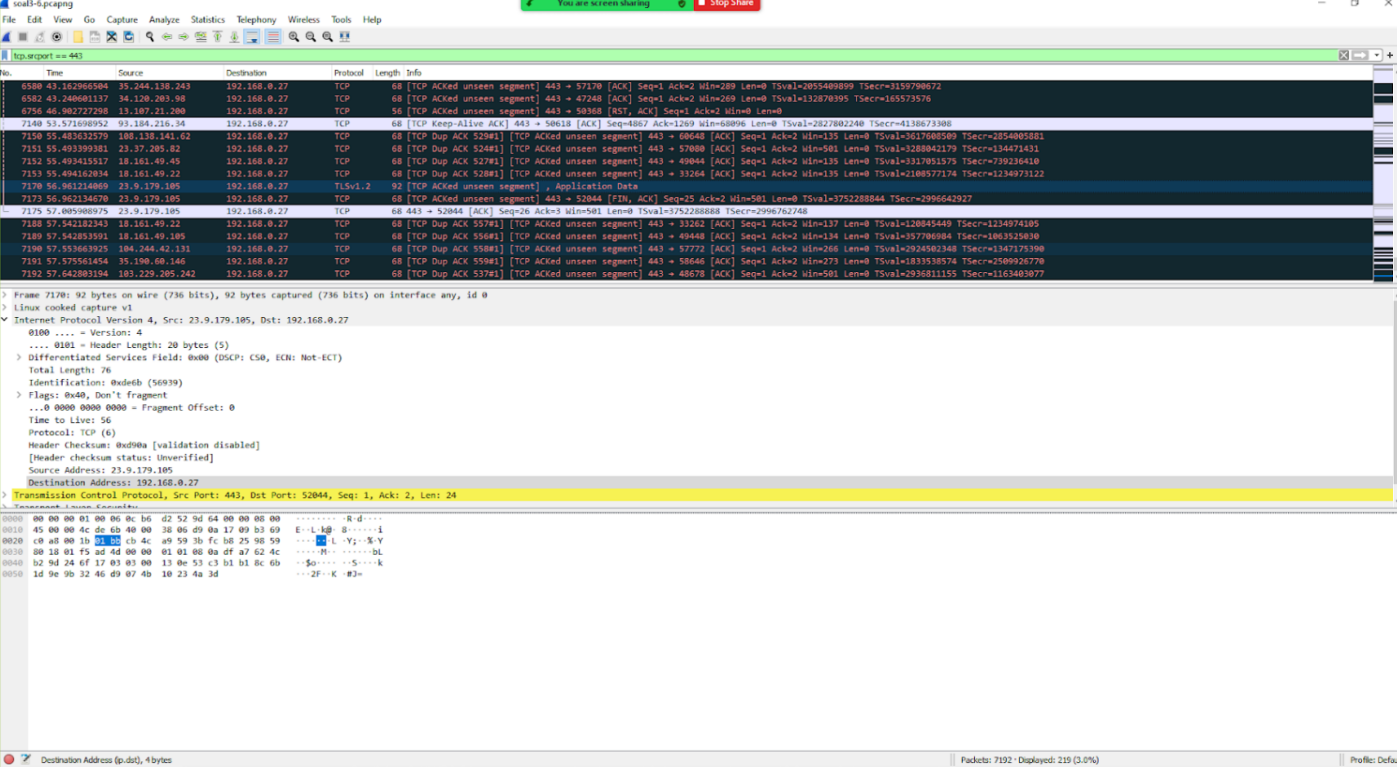 soal3-6.pcapng
You are screen sharing
Stop Share
File Edit View Go Capture Analyze Statistics Telephony Wireless Tools Help
tcp.srcport == 443
No. Time Source Destination Protocol Length Info
6580 43.162966504 35.244.138.243 192.168.0.27 TCP 68 [TCP ACKed unseen segment] 443 → 57170 [ACK] Seq=1 Ack=2 Win=289 Len=0 TSval=2055409899 TSecr=3159790672
6582 43.240601137 34.120.203.98 192.168.0.27 TCP 68 [TCP ACKed unseen segment] 443 → 47248 [ACK] Seq=1 Ack=2 Win=269 Len=0 TSval=132870395 TSecr=165573576
6756 46.902727298 13.107.21.200 192.168.0.27 TCP 56 [TCP ACKed unseen segment] 443 → 50368 [RST, ACK] Seq=1 Ack=2 Win=0 Len=0
7140 53.571698952 93.184.216.34 192.168.0.27 TCP 68 [TCP Keep-Alive ACK] 443 → 50618 [ACK] Seq=4867 Ack=1269 Win=68096 Len=0 TSval=2827802240 TSecr=4138673308
7150 55.483632579 108.138.141.62 192.168.0.27 TCP 68 [TCP Dup ACK 529#1] [TCP ACKed unseen segment] 443 → 60648 [ACK] Seq=1 Ack=2 Win=135 Len=0 TSval=3617608509 TSecr=2854005881
7151 55.493399381 23.37.205.82 192.168.0.27 TCP 68 [TCP Dup ACK 524#1] [TCP ACKed unseen segment] 443 → 57080 [ACK] Seq=1 Ack=2 Win=501 Len=0 TSval=3288042179 TSecr=134471431
7152 55.493415517 18.161.49.45 192.168.0.27 TCP 68 [TCP Dup ACK 527#1] [TCP ACKed unseen segment] 443 → 49044 [ACK] Seq=1 Ack=2 Win=135 Len=0 TSval=3317051575 TSecr=739236410
7153 55.494162034 18.161.49.22 192.168.0.27 TCP 68 [TCP Dup ACK 528#1] [TCP ACKed unseen segment] 443 → 33264 [ACK] Seq=1 Ack=2 Win=135 Len=0 TSval=2108577174 TSecr=1234973122
7170 56.961214069 23.9.179.105 192.168.0.27 TLSv1.2 92 [TCP ACKed unseen segment] , Application Data
7173 56.962134670 23.9.179.105 192.168.0.27 TCP 68 [TCP ACKed unseen segment] 443 → 52044 [FIN, ACK] Seq=25 Ack=2 Win=501 Len=0 TSval=3752288844 TSecr=2996642927
7175 57.005908975 23.9.179.105 192.168.0.27 TCP 68 443 → 52044 [ACK] Seq=26 Ack=3 Win=501 Len=0 TSval=3752288888 TSecr=2996762748
7188 57.542182343 18.161.49.22 192.168.0.27 TCP 68 [TCP Dup ACK 557#1] [TCP ACKed unseen segment] 443 → 33262 [ACK] Seq=1 Ack=2 Win=137 Len=0 TSval=120845449 TSecr=1234974105
7189 57.542853591 18.161.49.105 192.168.0.27 TCP 68 [TCP Dup ACK 556#1] [TCP ACKed unseen segment] 443 → 49448 [ACK] Seq=1 Ack=2 Win=134 Len=0 TSval=357706984 TSecr=1063525030
7190 57.553663925 104.244.42.131 192.168.0.27 TCP 68 [TCP Dup ACK 558#1] [TCP ACKed unseen segment] 443 → 57772 [ACK] Seq=1 Ack=2 Win=266 Len=0 TSval=2924502348 TSecr=1347175390
7191 57.575561454 35.190.60.146 192.168.0.27 TCP 68 [TCP Dup ACK 559#1] [TCP ACKed unseen segment] 443 → 58646 [ACK] Seq=1 Ack=2 Win=273 Len=0 TSval=1833538574 TSecr=2509926770
7192 57.642803194 103.229.205.242 192.168.0.27 TCP 68 [TCP Dup ACK 537#1] [TCP ACKed unseen segment] 443 → 48678 [ACK] Seq=1 Ack=2 Win=501 Len=0 TSval=2936811155 TSecr=1163403077
Frame 7170: 92 bytes on wire (736 bits), 92 bytes captured (736 bits) on interface any, id 0
Linux cooked capture v1
Internet Protocol Version 4, Src: 23.9.179.105, Dst: 192.168.0.27
0100 .... = Version: 4
.... 0101 = Header Length: 20 bytes (5)
Differentiated Services Field: 0x00 (DSCP: CS0, ECN: Not-ECT)
Total Length: 76
Identification: 0xde6b (56939)
Flags: 0x40, Don't fragment
...0 0000 0000 0000 = Fragment Offset: 0
Time to Live: 56
Protocol: TCP (6)
Header Checksum: 0xd90a [validation disabled]
[Header checksum status: Unverified]
Source Address: 23.9.179.105
Destination Address: 192.168.0.27
Transmission Control Protocol, Src Port: 443, Dst Port: 52044, Seq: 1, Ack: 2, Len: 24
Transport Layer Security
0000 00 00 00 01 00 06 0c b6 d2 52 9d 64 00 00 08 00 ········ ·R·d····
0010 45 00 00 4c de 6b 40 00 38 06 d9 0a 17 09 b3 69 E··L·k@· 8······i
0020 c0 a8 00 1b 01 bb cb 4c a9 59 3b fc b8 25 98 59 ·······L ·Y;··%·Y
0030 80 18 01 f5 ad 4d 00 00 01 01 08 0a df a7 62 4c ·····M·· ······bL
0040 b2 9d 24 6f 17 03 03 00 13 0e 53 c3 b1 b1 8c 6b ··$o···· ··S····k
0050 1d 9e 9b 32 46 d9 07 4b 10 23 4a 3d ···2F··K ·#J=
Destination Address (ip.dst), 4 bytes
Packets: 7192 · Displayed: 219 (3.0%)
Profile: